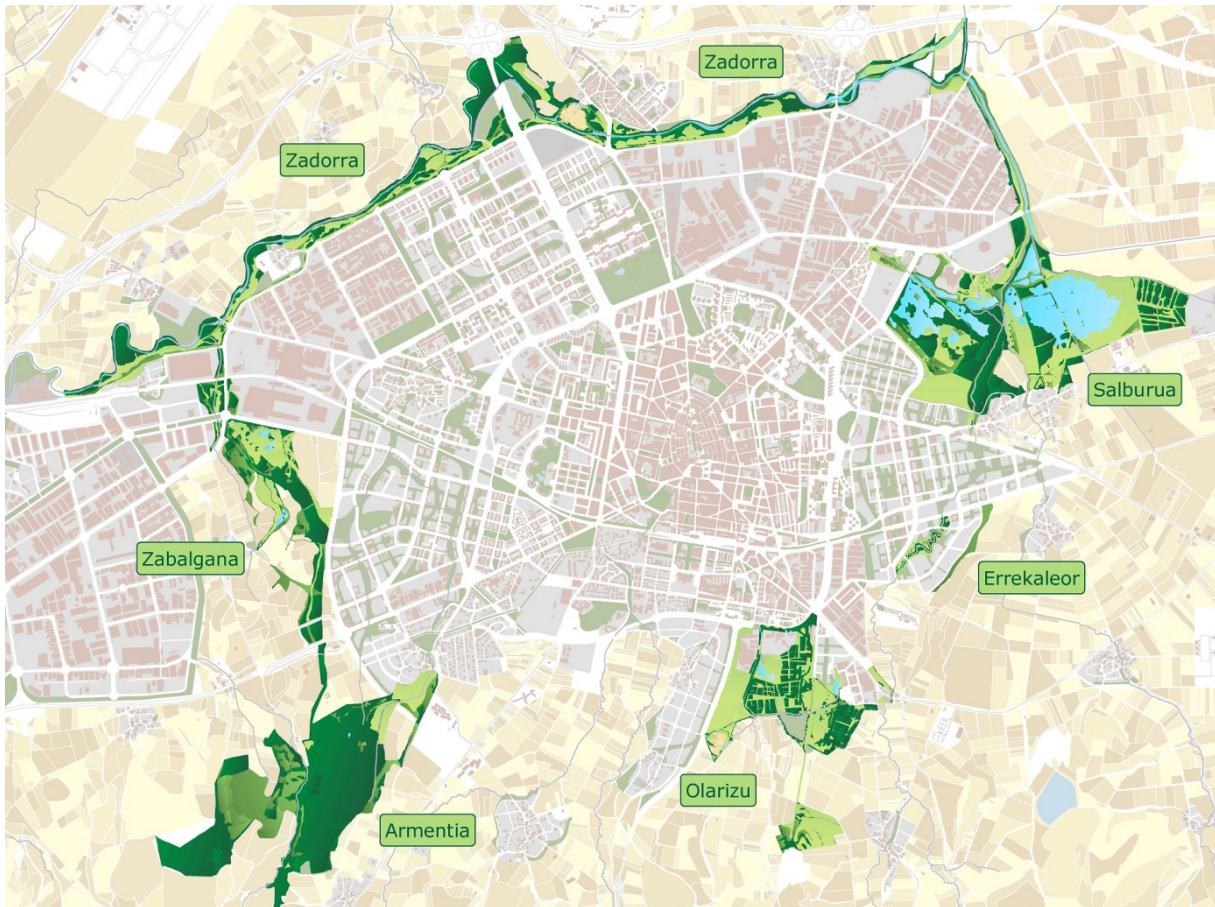 Zadorra
Zadorra
Salburua
Zabalgana
Errekaleor
Olarizu
Armentia